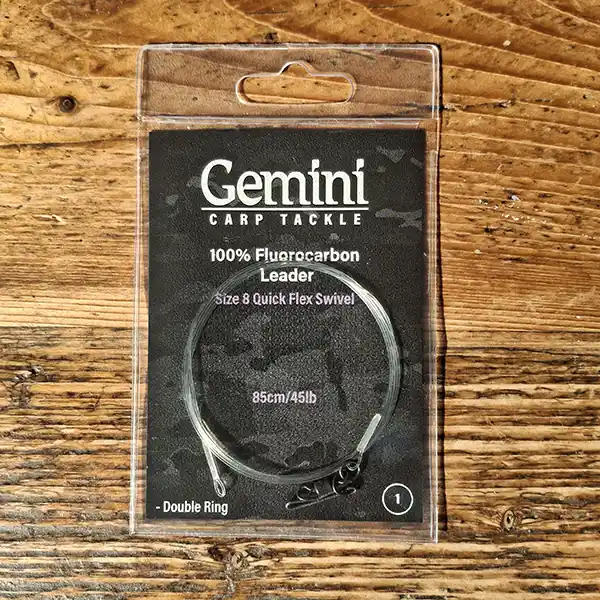 Gemini
CARP TACKLE
100% Fluorocarbon
Leader
Size 8 Quick Flex Swivel
85cm/45lb
- Double Ring
1